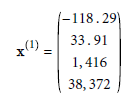 x(1) =
-118.29
33.91
1,416
38,372